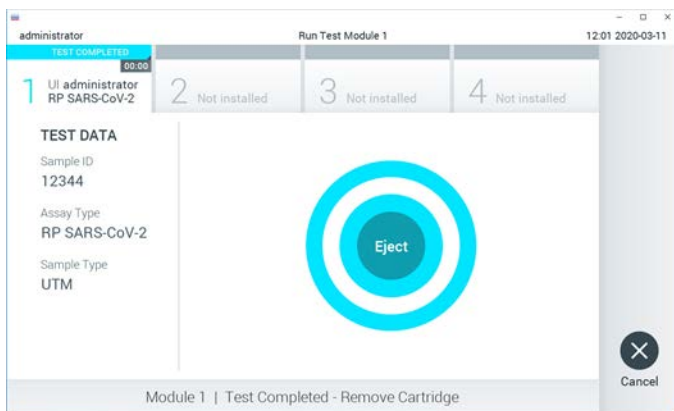 administrator Run Test Module 1 12:01 2020-03-11
TEST COMPLETED
00:00
1 UI administrator
RP SARS-CoV-2
2 Not installed
3 Not installed
4 Not installed
TEST DATA
Sample ID
12344
Assay Type
RP SARS-CoV-2
Sample Type
UTM
Eject
Cancel
Module 1 | Test Completed - Remove Cartridge